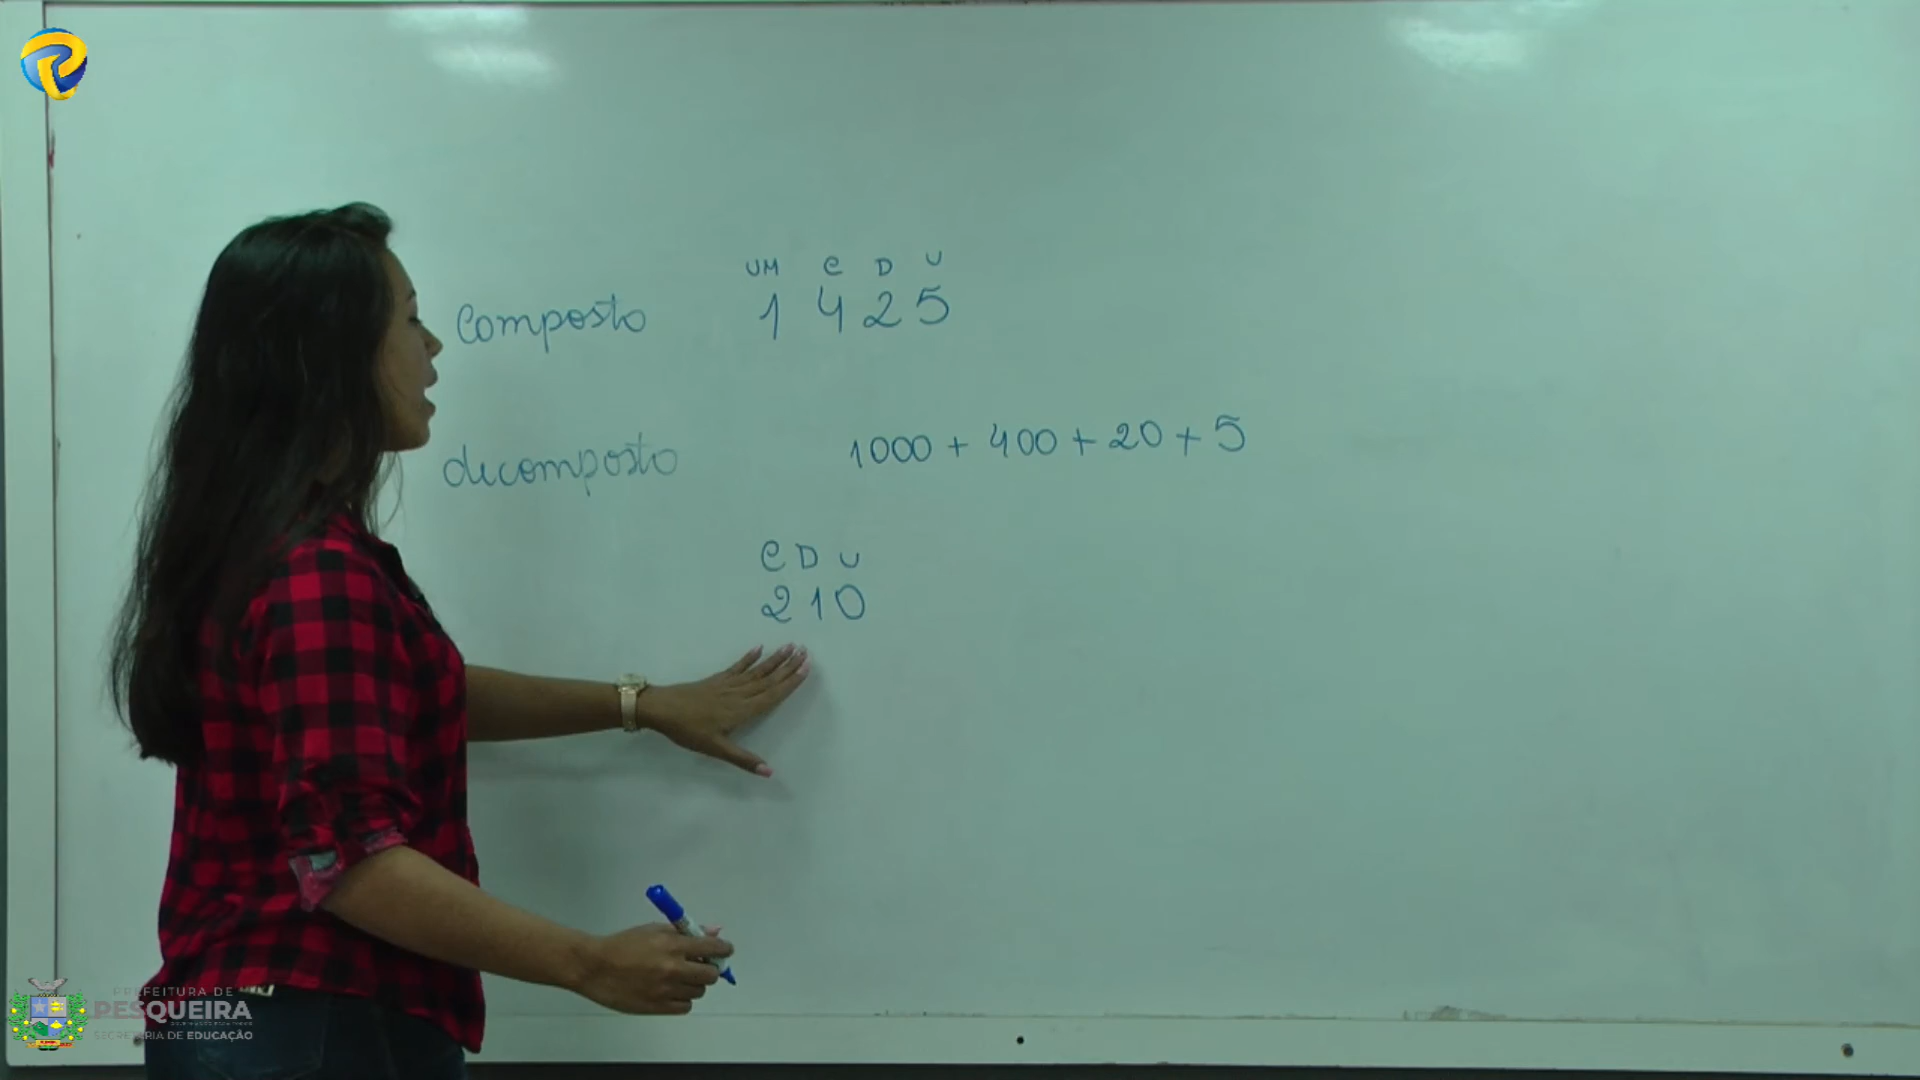 UM C D U
composto 1 4 2 5
decomposto 1000 + 400 + 20 + 5
C D U
2 1 0
PREFEITURA DE
PESQUEIRA
SECRETARIA DE EDUCAÇÃO